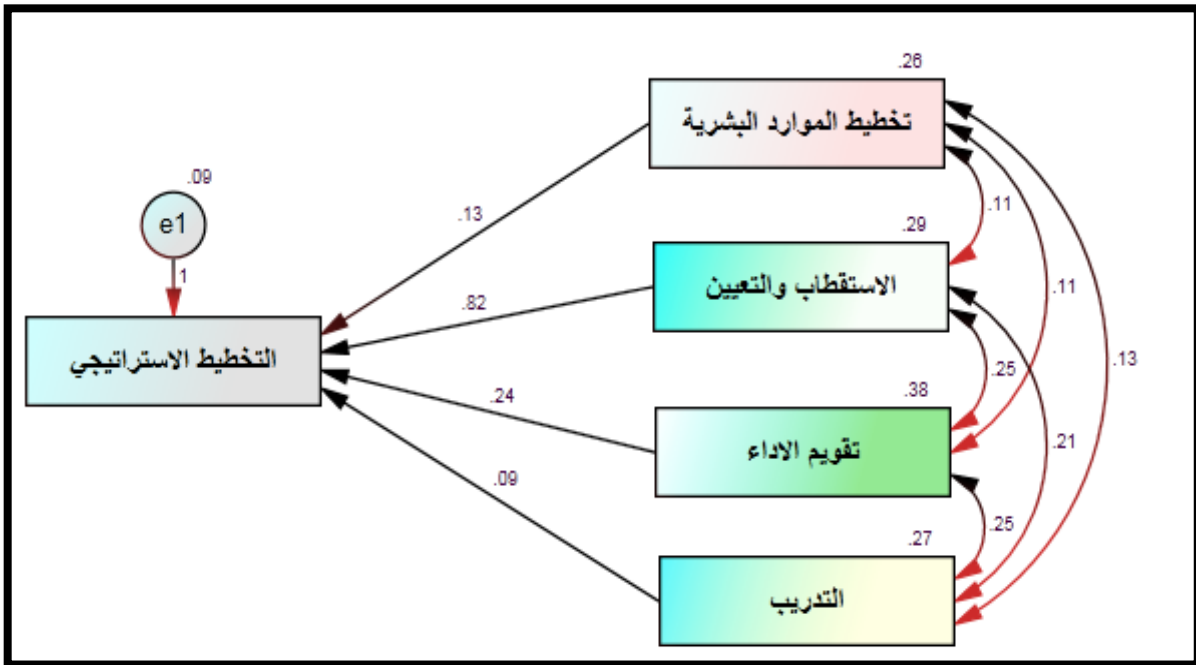 .26
تخطيط الموارد البشرية
.09
e1
1
.13
.11
.29
الاستقطاب والتعيين
.82
.11
.13
.25
التخطيط الاستراتيجي
.24
.38
تقويم الاداء
.21
.09
.25
.27
التدريب